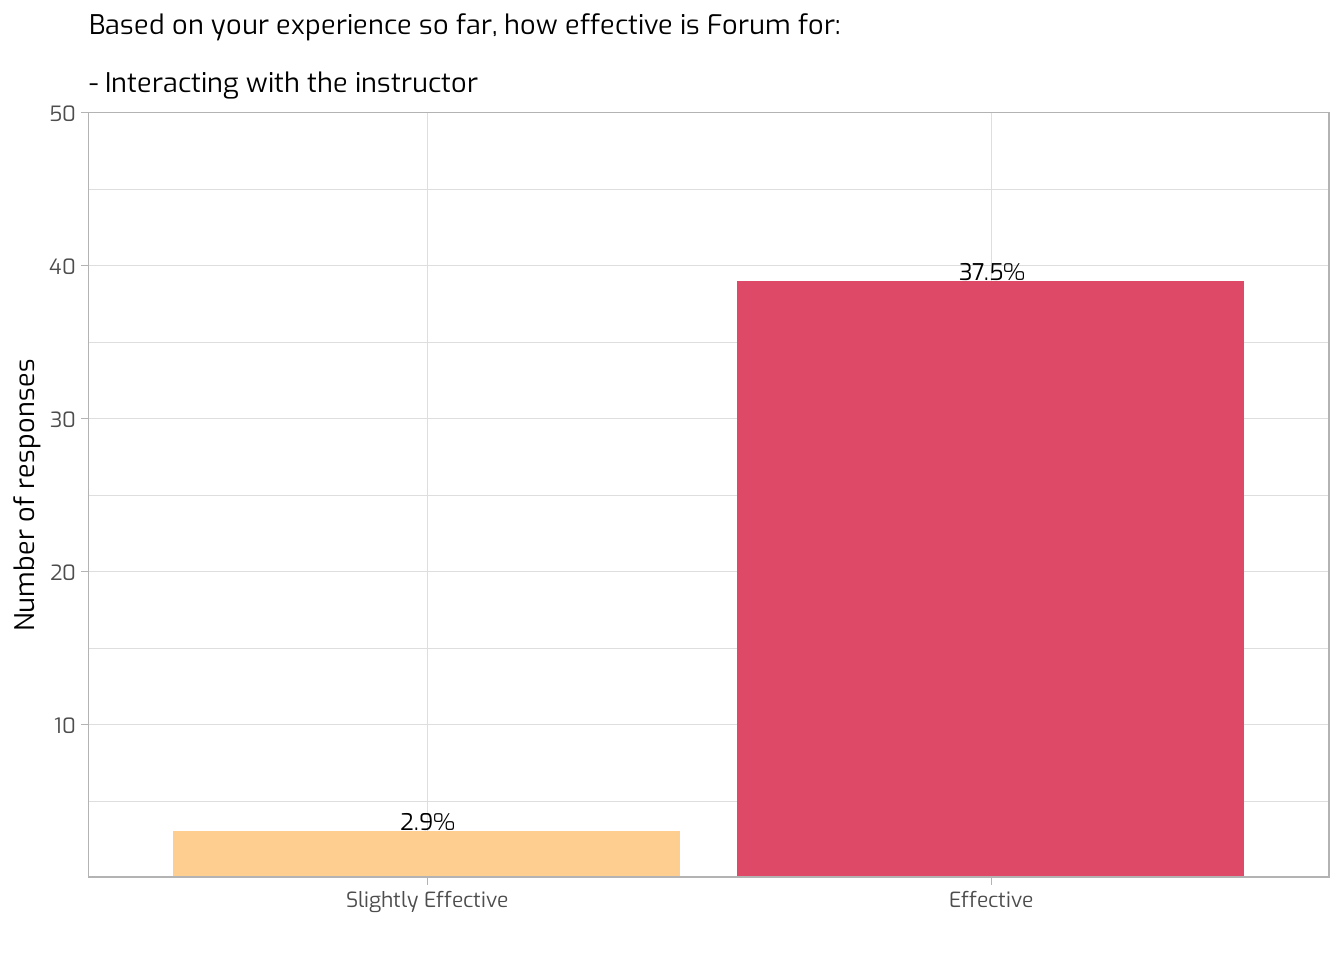 Based on your experience so far, how effective is Forum for:
- Interacting with the instructor
50
40
30
20
10
Number of responses
37.5%
2.9%
Slightly Effective
Effective